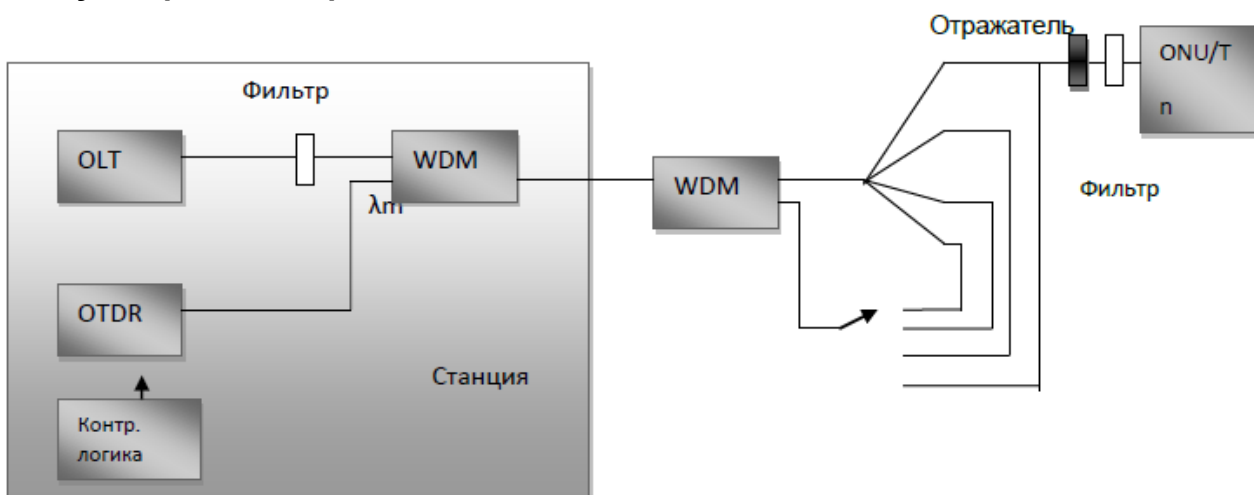 Отражатель
ONU/T
n
Фильтр
OLT
WDM
λm
WDM
Фильтр
OTDR
Станция
Контр.
логика